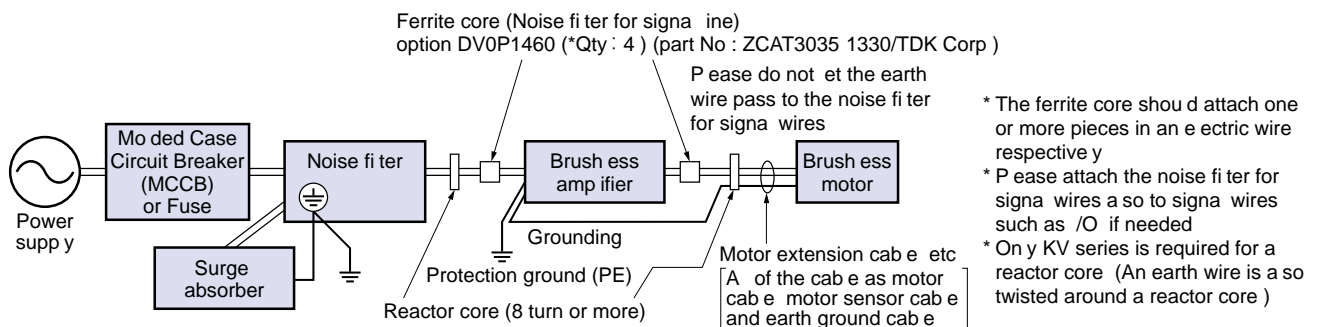 Ferrite core (Noise fi ter for signa ine)
option DV0P1460 (*Qty : 4 ) (part No : ZCAT3035 1330/TDK Corp )
P ease do not et the earth
wire pass to the noise fi ter
for signa wires
Power
supp y
Mo ded Case
Circuit Breaker
(MCCB)
or Fuse
Noise fi ter
Surge
absorber
Brush ess
amp ifier
Brush ess
motor
Grounding
Protection ground (PE)
Reactor core (8 turn or more)
Motor extension cab e etc
A of the cab e as motor
cab e motor sensor cab e
and earth ground cab e
* The ferrite core shou d attach one
or more pieces in an e ectric wire
respective y
* P ease attach the noise fi ter for
signa wires a so to signa wires
such as /O if needed
* On y KV series is required for a
reactor core (An earth wire is a so
twisted around a reactor core )